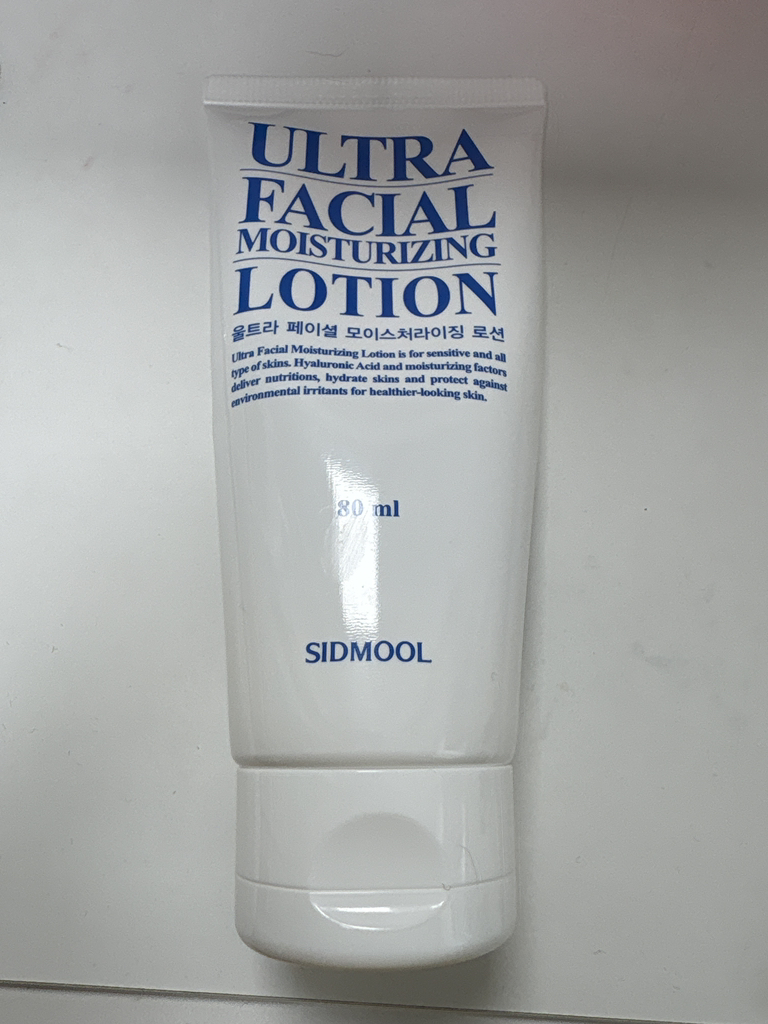 ULTRA
FACIAL
MOISTURIZING
LOTION
울트라 페이셜 모이스처라이징 로션
Ultra Facial Moisturizing Lotion is for sensitive and all
type of skins. Hyaluronic Acid and moisturizing factors
deliver nutritions, hydrate skins and protect against
environmental irritants for healthier-looking skin.
80 ml
SIDMOOL